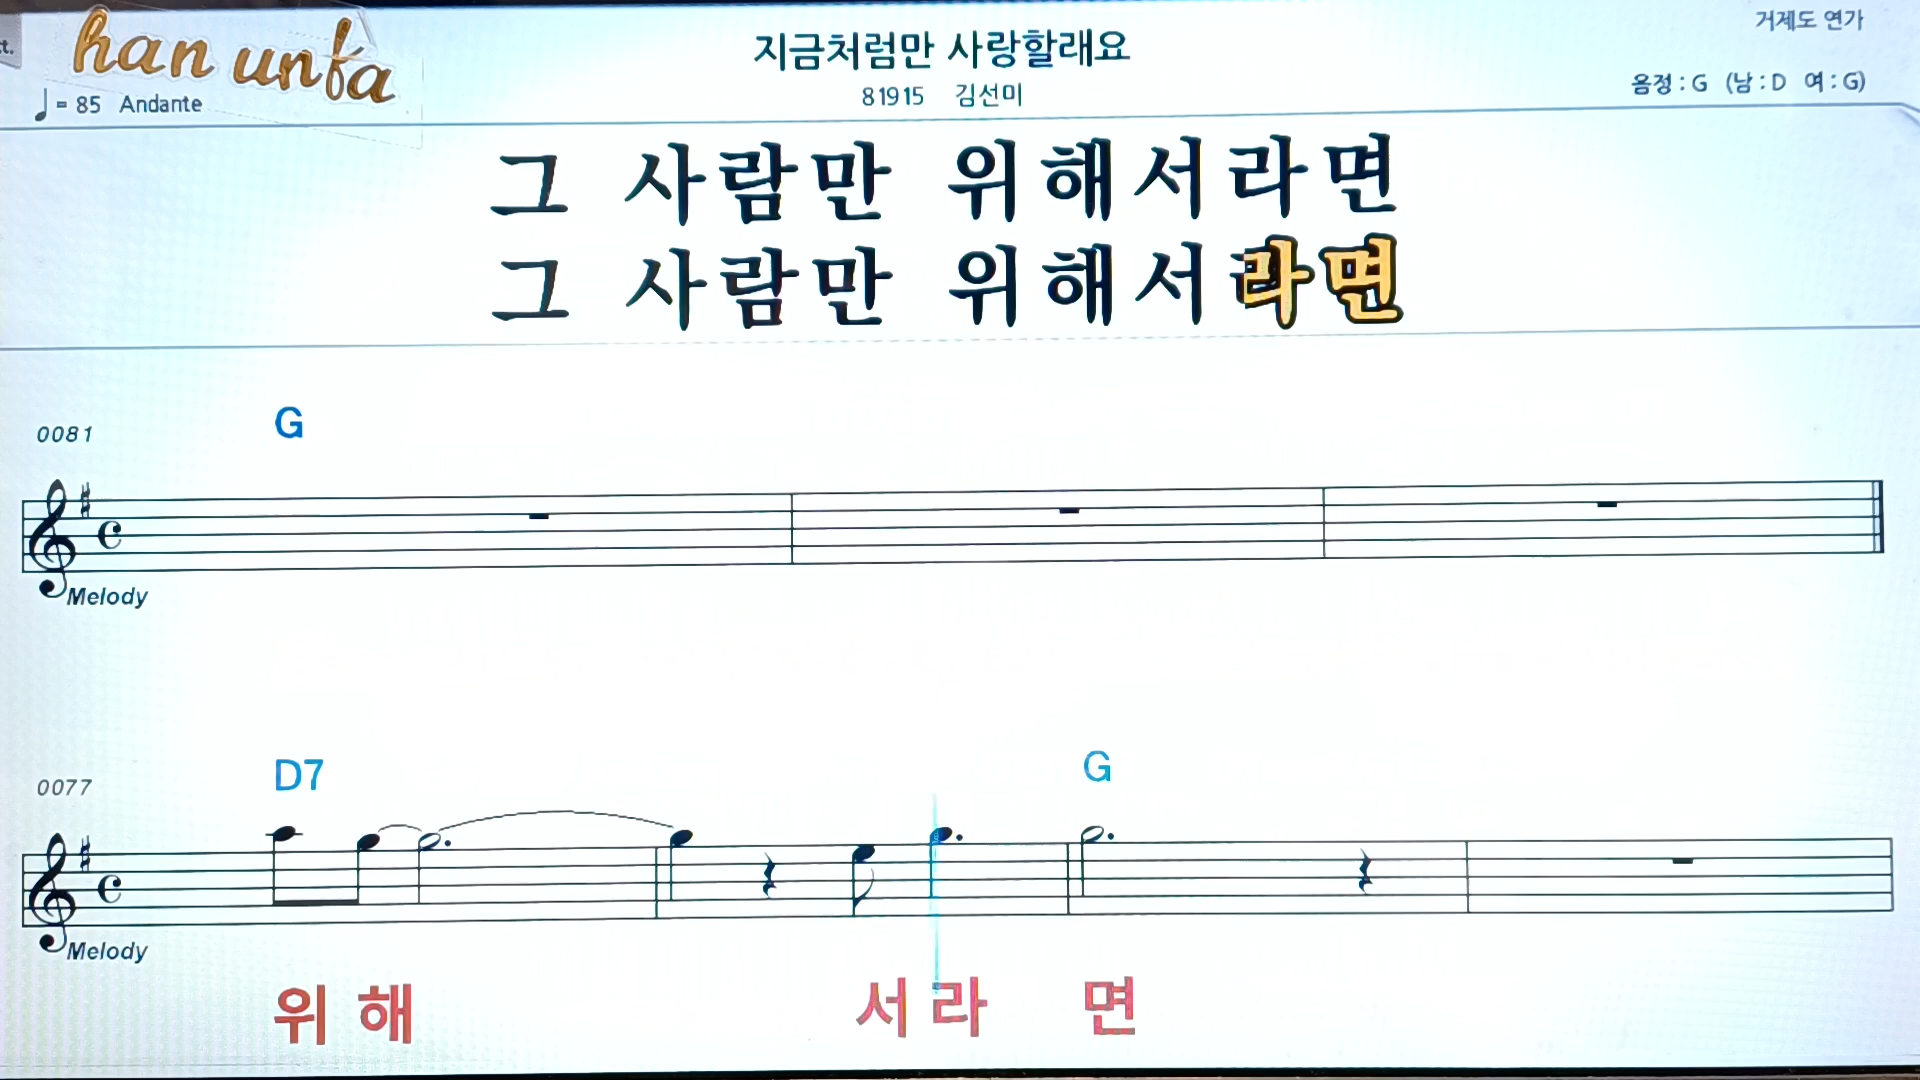 han unfa
t.
♩= 85 Andante
지금처럼만 사랑할래요
81915 김선미
거제도 연가
음정 : G (남 : D 여 : G)
그 사람만 위해서라면
그 사람만 위해서라면
0081
G
Melody
0077
D7
G
Melody
위 해 서 라 면